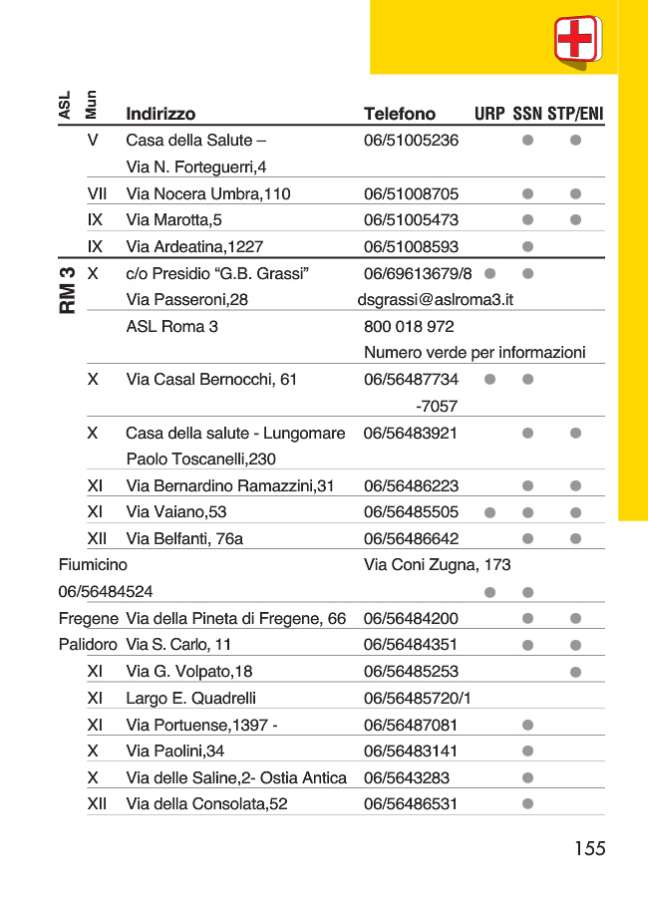 ASL Mun Indirizzo Telefono URP SSN STP/ENI
V Casa della Salute – 06/51005236 ● ●
Via N. Forteguerri,4
VII Via Nocera Umbra,110 06/51008705 ● ●
IX Via Marotta,5 06/51005473 ● ●
IX Via Ardeatina,1227 06/51008593 ●
RM 3 X c/o Presidio “G.B. Grassi” 06/69613679/8 ● ●
Via Passeroni,28 dsgrassi@aslroma3.it
ASL Roma 3 800 018 972
Numero verde per informazioni
X Via Casal Bernocchi, 61 06/56487734 ● ●
-7057
X Casa della salute - Lungomare 06/56483921 ● ●
Paolo Toscanelli,230
XI Via Bernardino Ramazzini,31 06/56486223 ● ●
XI Via Vaiano,53 06/56485505 ● ● ●
XII Via Belfanti, 76a 06/56486642 ● ●
Fiumicino Via Coni Zugna, 173
06/56484524 ● ●
Fregene Via della Pineta di Fregene, 66 06/56484200 ● ●
Palidoro Via S. Carlo, 11 06/56484351 ● ●
XI Via G. Volpato,18 06/56485253 ●
XI Largo E. Quadrelli 06/56485720/1
XI Via Portuense,1397 - 06/56487081 ●
X Via Paolini,34 06/56483141 ●
X Via delle Saline,2- Ostia Antica 06/5643283 ●
XII Via della Consolata,52 06/56486531 ●
155